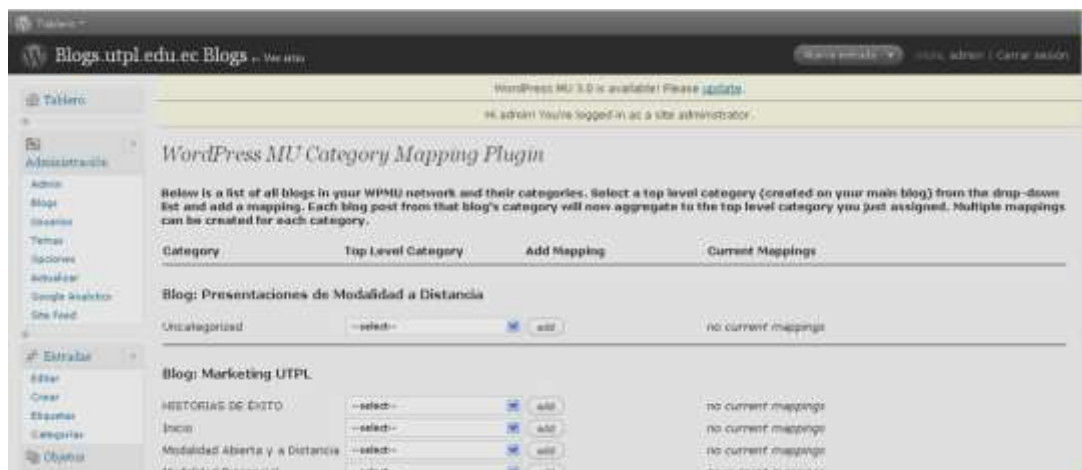 Tablero
Blogs.utpl.edu.ec Blogs ← Ver sitio
Nueva entrada
admin | Cerrar sesión
WordPress MU 3.0 is available! Please update.
Hi admin! You're logged in as a site administrator.
Tablero
Administración
Admin
Blogs
Usuarios
Temas
Opciones
Actualizar
Google Analytics
Site Feed
Entradas
Editar
Crear
Etiquetas
Categorías
Objetos
WordPress MU Category Mapping Plugin
Below is a list of all blogs in your WPMU network and their categories. Select a top level category (created on your main blog) from the drop-down
list and add a mapping. Each blog post from that blog's category will now aggregate to the top level category you just assigned. Multiple mappings
can be created for each category.
Category Top Level Category Add Mapping Current Mappings
Blog: Presentaciones de Modalidad a Distancia
Uncategorized --select-- add no current mappings
Blog: Marketing UTPL
HISTORIAS DE ÉXITO --select-- add no current mappings
Inicio --select-- add no current mappings
Modalidad Abierta y a Distancia --select-- add no current mappings